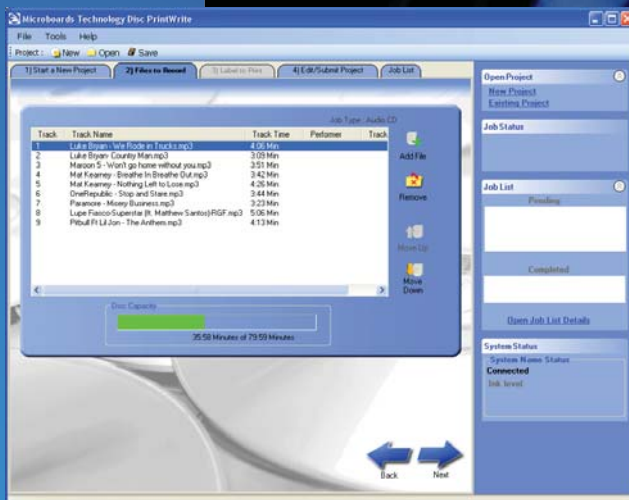 Microboards Technology Disc PrintWrite
File Tools Help
Project : New Open Save
1) Start a New Project 2) Files to Record 3) Label to Print 4) Edit/Submit Project Job List
Job Type : Audio CD
Track Track Name Track Time Perfomer Track
1 Luke Bryan - We Rode in Trucks.mp3 4:06 Min
2 Luke Bryan- Country Man.mp3 3:09 Min
3 Maroon 5 - Won't go home without you.mp3 3:51 Min
4 Mat Kearney - Breathe In Breathe Out.mp3 3:42 Min
5 Mat Kearney - Nothing Left to Lose.mp3 4:26 Min
6 OneRepublic - Stop and Stare.mp3 3:44 Min
7 Paramore - Misery Business.mp3 3:23 Min
8 Lupe Fiasco-Superstar (ft. Matthew Santos)-RGF.mp3 5:06 Min
9 Pitbull Ft Lil Jon - The Anthem.mp3 4:13 Min
Add File
Remove
Move Up
Move
Down
Disc Capacity
35:58 Minutes of 79:59 Minutes
Back Next
Open Project
New Project
Existing Project
Job Status
Job List
Pending
Completed
Open Job List Details
System Status
System Name Status
Connected
Ink level